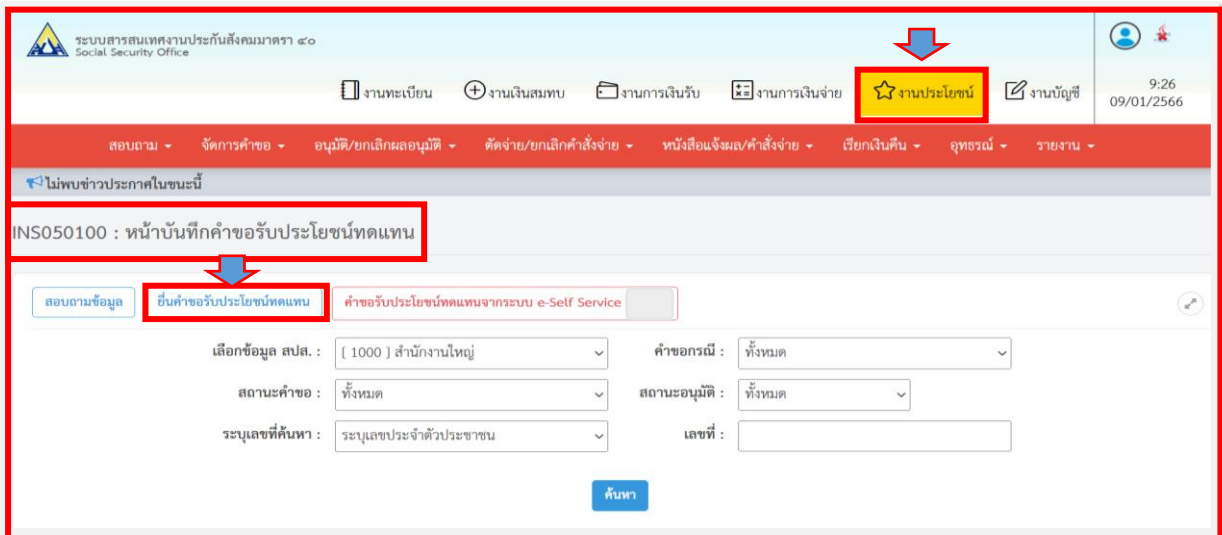 ระบบสารสนเทศงานประกันสังคมมาตรา ๔๐
Social Security Office
งานทะเบียน งานเงินสมทบ งานการเงินรับ งานการเงินจ่าย งานประโยชน์ งานบัญชี
9:26
09/01/2566
สอบถาม จัดการคำขอ อนุมัติ/ยกเลิกผลอนุมัติ ตัดจ่าย/ยกเลิกคำสั่งจ่าย หนังสือแจ้งผล/คำสั่งจ่าย เรียกเงินคืน อุทธรณ์ รายงาน
ไม่พบข่าวประกาศในขณะนี้
INS050100 : หน้าบันทึกคำขอรับประโยชน์ทดแทน
สอบถามข้อมูล ยื่นคำขอรับประโยชน์ทดแทน คำขอรับประโยชน์ทดแทนจากระบบ e-Self Service
เลือกข้อมูล สปส. : [ 1000 ] สำนักงานใหญ่ คำขอกรณี : ทั้งหมด
สถานะคำขอ : ทั้งหมด สถานะอนุมัติ : ทั้งหมด
ระบุเลขที่ค้นหา : ระบุเลขประจำตัวประชาชน เลขที่ :
ค้นหา